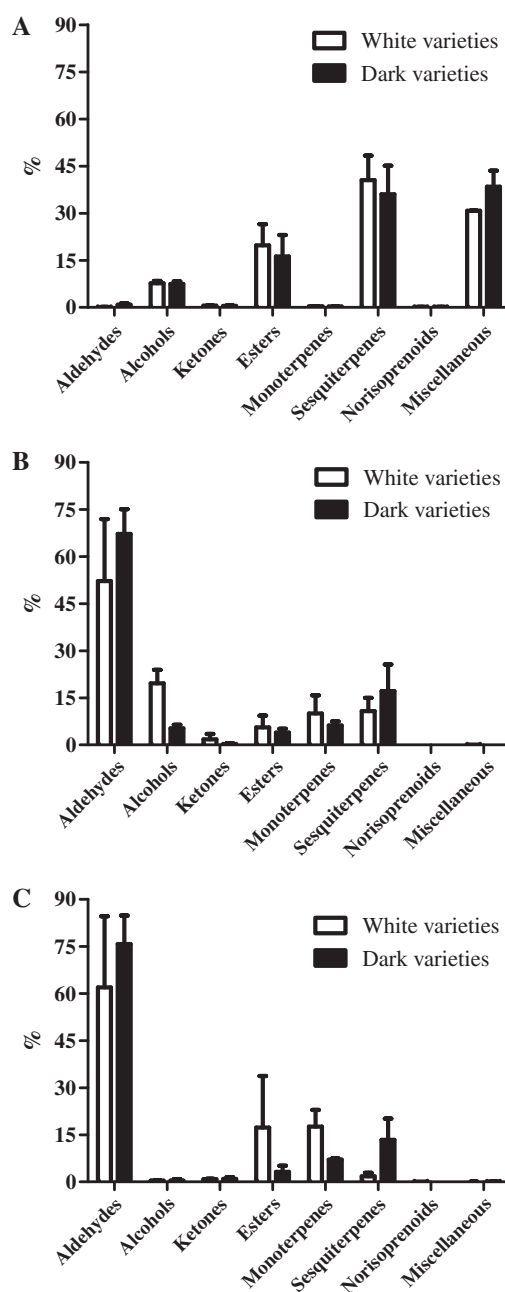 A
90
75
60
45
30
15
0
%
White varieties
Dark varieties
Aldehydes
Alcohols
Ketones
Esters
Monoterpenes
Sesquiterpenes
Norisoprenoids
Miscellaneous
B
90
75
60
45
30
15
0
%
White varieties
Dark varieties
Aldehydes
Alcohols
Ketones
Esters
Monoterpenes
Sesquiterpenes
Norisoprenoids
Miscellaneous
C
90
75
60
45
30
15
0
%
White varieties
Dark varieties
Aldehydes
Alcohols
Ketones
Esters
Monoterpenes
Sesquiterpenes
Norisoprenoids
Miscellaneous